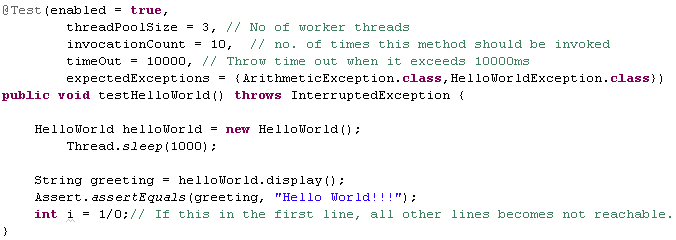 @Test(enabled = true,
threadPoolSize = 3, // No of worker threads
invocationCount = 10,  // no. of times this method should be invoked
timeOut = 10000, // Throw time out when it exceeds 10000ms
expectedExceptions = {ArithmeticException.class,HelloWorldException.class})
public void testHelloWorld() throws InterruptedException {
HelloWorld helloWorld = new HelloWorld();
Thread.sleep(1000);
String greeting = helloWorld.display();
Assert.assertEquals(greeting, "Hello World!!!");
int i = 1/0;// If this in the first line, all other lines becomes not reachable.
}